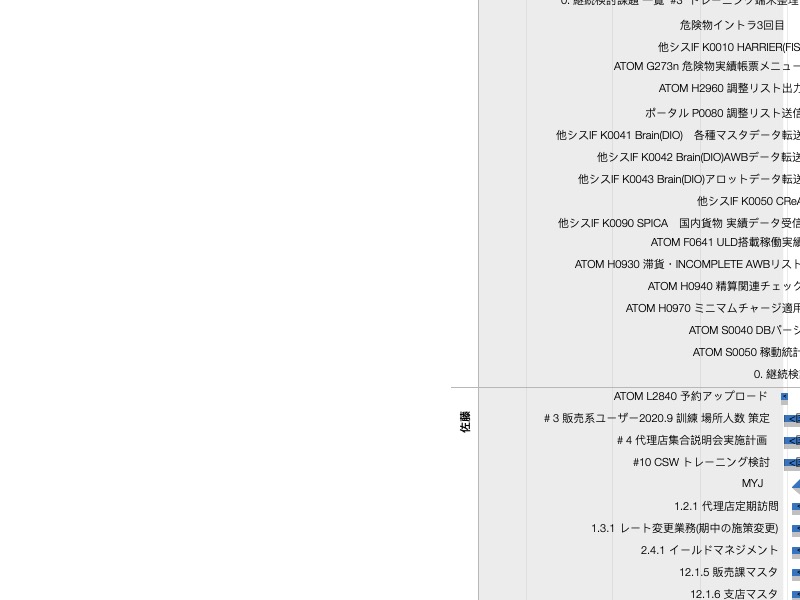 0. 継続検討課題一覧 #3 トレーニング端末整理
危険物イントラ3回目
他シスIF K0010 HARRIER(FIS
ATOM G273n 危険物実績帳票メニュー
ATOM H2960 調整リスト出力
ポータル P0080 調整リスト送信
他シスIF K0041 Brain(DIO) 各種マスタデータ転送
他シスIF K0042 Brain(DIO)AWBデータ転送
他シスIF K0043 Brain(DIO)アロットデータ転送
他シスIF K0050 CReA
他シスIF K0090 SPICA 国内貨物 実績データ受信
ATOM F0641 ULD搭載稼働実績
ATOM H0930 滞貨・INCOMPLETE AWBリスト
ATOM H0940 精算関連チェック
ATOM H0970 ミニマムチャージ適用
ATOM S0040 DBバージ
ATOM S0050 稼動統計
0. 継続検
佐藤
ATOM L2840 予約アップロード
#3 販売系ユーザー2020.9 訓練 場所人数 策定
#4 代理店集合説明会実施計画
#10 CSW トレーニング検討
MYJ
1.2.1 代理店定期訪問
1.3.1 レート変更業務(期中の施策変更)
2.4.1 イールドマネジメント
12.1.5 販売課マスタ
12.1.6 支店マスタ